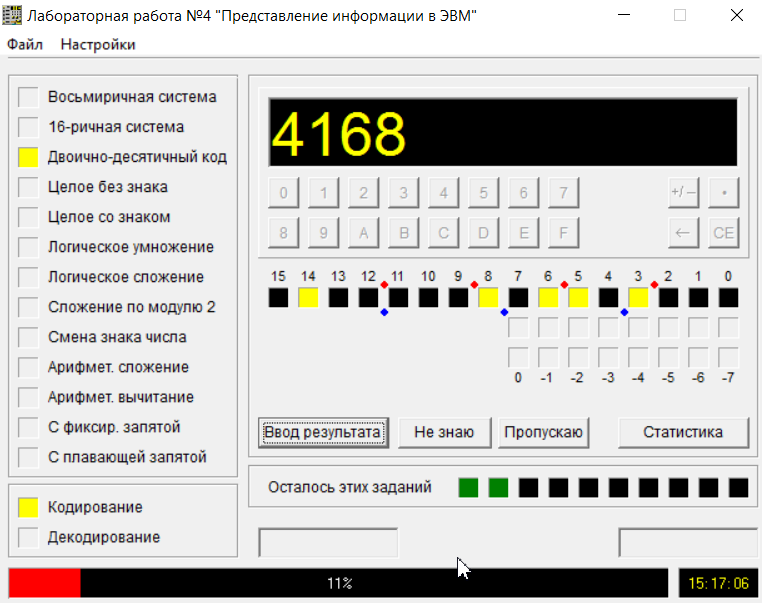 Лабораторная работа №4 "Представление информации в ЭВМ"
Файл Настройки
Восьмиричная система
16-ричная система
Двоично-десятичный код
Целое без знака
Целое со знаком
Логическое умножение
Логическое сложение
Сложение по модулю 2
Смена знака числа
Арифмет. сложение
Арифмет. вычитание
С фиксир. запятой
С плавающей запятой
Кодирование
Декодирование
4168
0 1 2 3 4 5 6 7 +/– •
8 9 A B C D E F ← CE
15 14 13 12 11 10 9 8 7 6 5 4 3 2 1 0
0 -1 -2 -3 -4 -5 -6 -7
Ввод результата Не знаю Пропускаю Статистика
Осталось этих заданий
11% 15:17:06